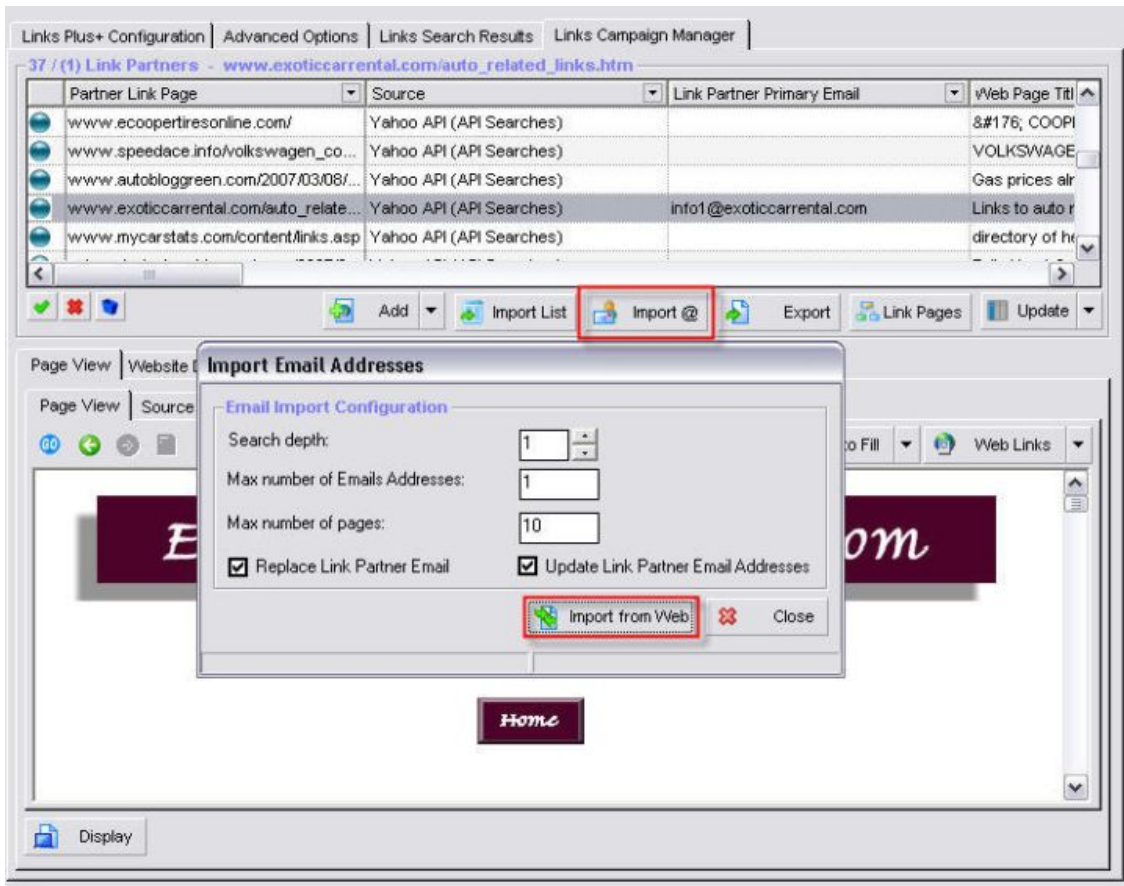 Links Plus+ Configuration Advanced Options Links Search Results Links Campaign Manager
37 / (1) Link Partners - www.exoticcarrental.com/auto_related_links.htm
Partner Link Page Source Link Partner Primary Email Web Page Titl
www.ecoopertiresonline.com/ Yahoo API (API Searches) &#176; COOPI
www.speedace.info/volkswagen_co... Yahoo API (API Searches) VOLKSWAGE
www.autobloggreen.com/2007/03/08/... Yahoo API (API Searches) Gas prices alr
www.exoticcarrental.com/auto_relate... Yahoo API (API Searches) info1@exoticcarrental.com Links to auto r
www.mycarstats.com/content/links.asp Yahoo API (API Searches) directory of he
Add Import List Import @ Export Link Pages Update
Page View Website
Import Email Addresses
Page View Source
Email Import Configuration
Search depth: 1
GO to Fill Web Links
Max number of Emails Addresses: 1
Max number of pages: 10
E om
Replace Link Partner Email Update Link Partner Email Addresses
Import from Web Close
Home
Display